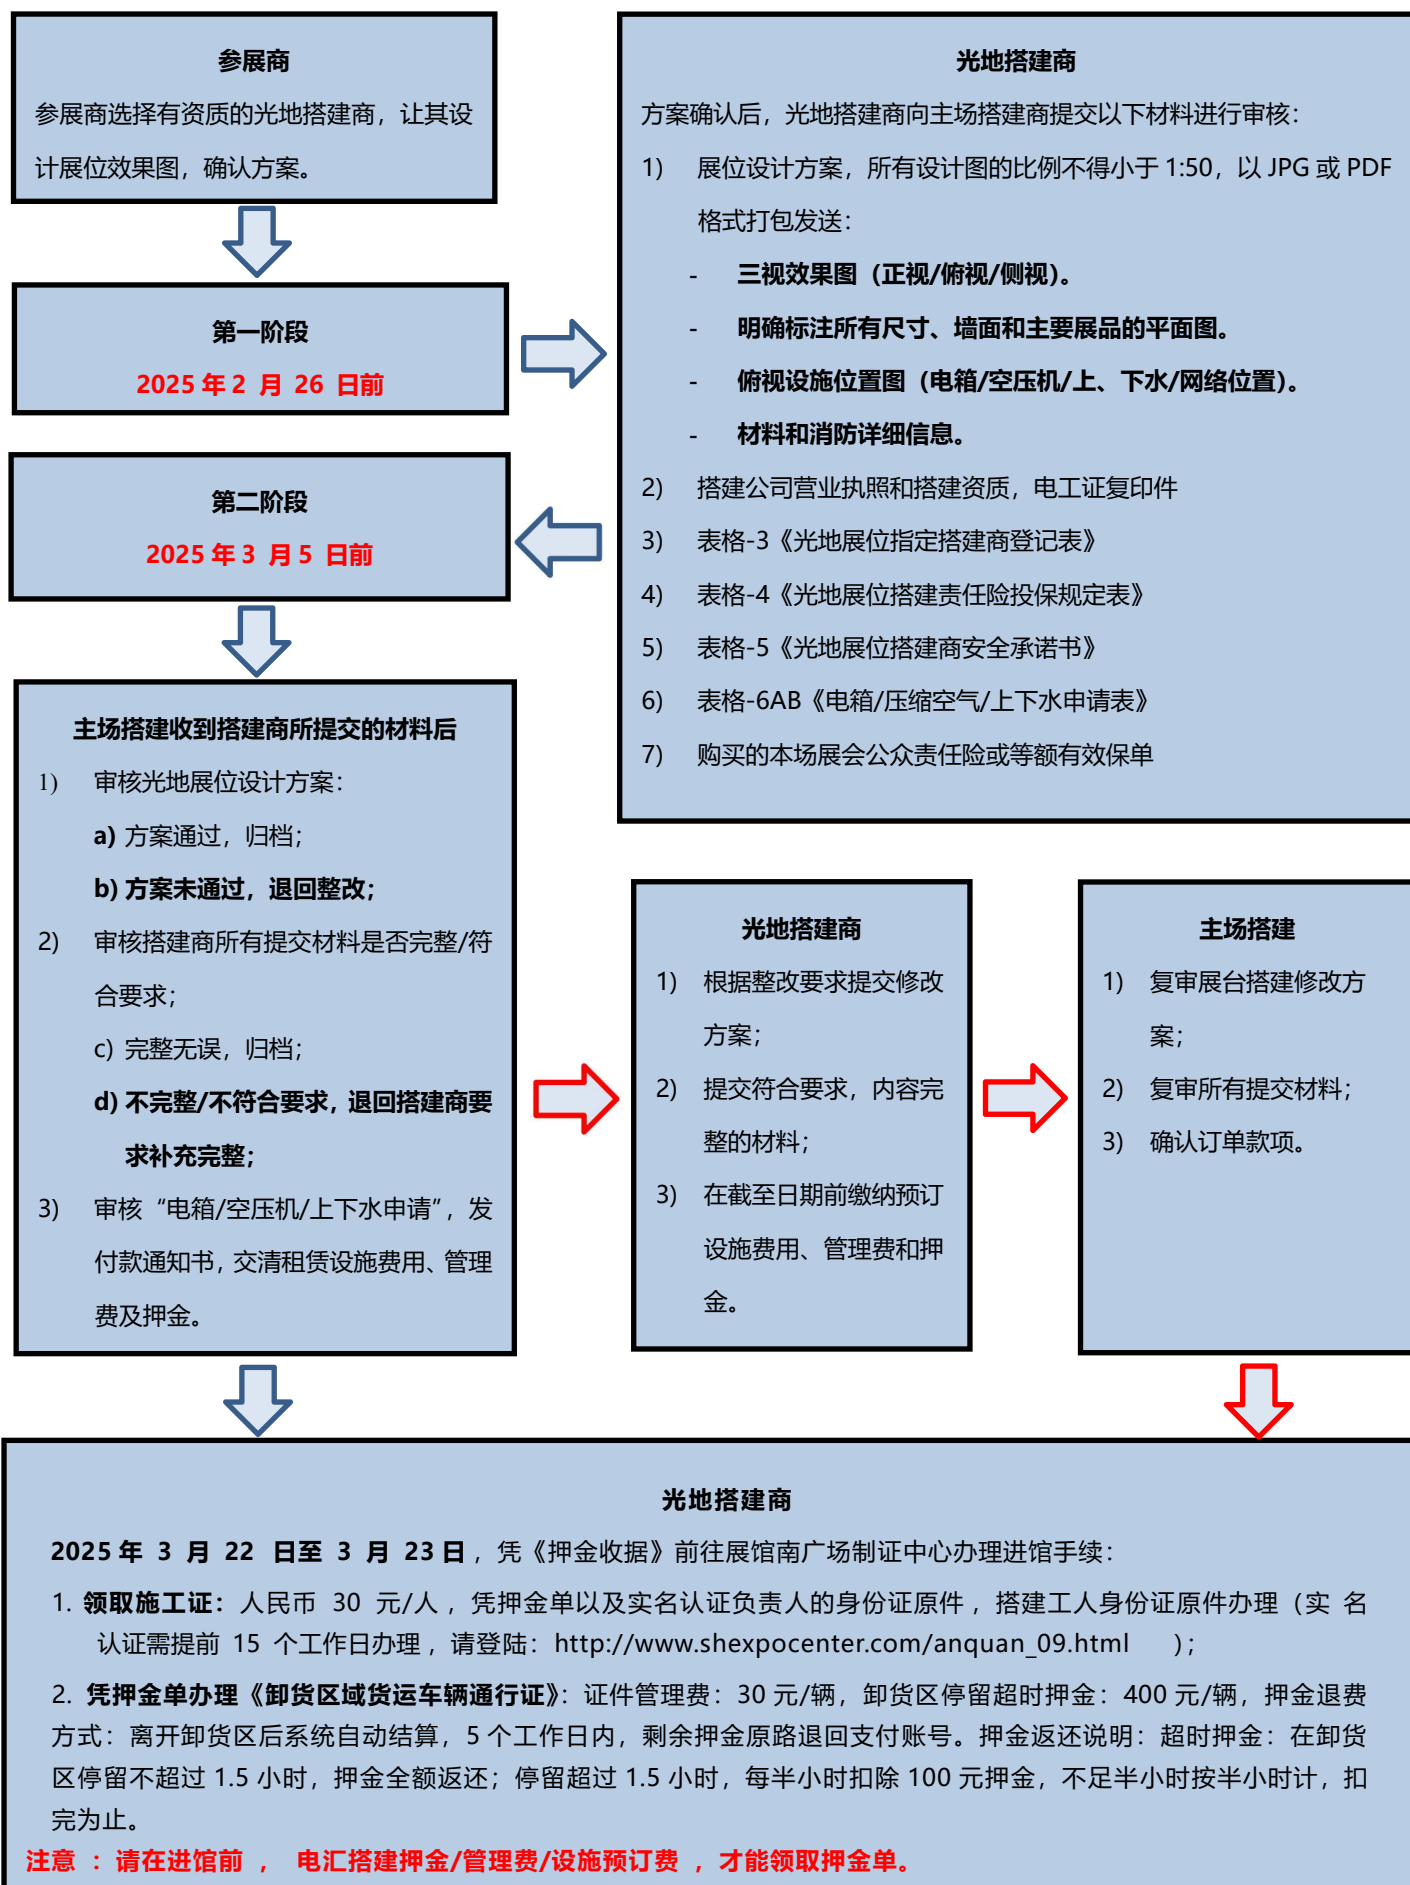 参展商
参展商选择有资质的光地搭建商，让其设
计展位效果图，确认方案。
第一阶段
2025 年 2 月 26 日前
光地搭建商
方案确认后，光地搭建商向主场搭建商提交以下材料进行审核：
1) 展位设计方案，所有设计图的比例不得小于 1:50，以 JPG 或 PDF
格式打包发送：
- 三视效果图（正视/俯视/侧视）。
- 明确标注所有尺寸、墙面和主要展品的平面图。
- 俯视设施位置图（电箱/空压机/上、下水/网络位置）。
- 材料和消防详细信息。
2) 搭建公司营业执照和搭建资质，电工证复印件
3) 表格-3《光地展位指定搭建商登记表》
4) 表格-4《光地展位搭建责任险投保规定表》
5) 表格-5《光地展位搭建商安全承诺书》
6) 表格-6AB《电箱/压缩空气/上下水申请表》
7) 购买的本场展会公众责任险或等额有效保单
第二阶段
2025 年 3 月 5 日前
主场搭建收到搭建商所提交的材料后
1) 审核光地展位设计方案：
a) 方案通过，归档；
b) 方案未通过，退回整改；
2) 审核搭建商所有提交材料是否完整/符
合要求；
c) 完整无误，归档；
d) 不完整/不符合要求，退回搭建商要
求补充完整；
3) 审核“电箱/空压机/上下水申请”，发
付款通知书，交清租赁设施费用、管理
费及押金。
光地搭建商
1) 根据整改要求提交修改
方案；
2) 提交符合要求，内容完
整的材料；
3) 在截至日期前缴纳预订
设施费用、管理费和押
金。
主场搭建
1) 复审展台搭建修改方
案；
2) 复审所有提交材料；
3) 确认订单款项。
光地搭建商
2025 年 3 月 22 日至 3 月 23 日，凭《押金收据》前往展馆南广场制证中心办理进馆手续：
1. 领取施工证：人民币 30 元/人，凭押金单以及实名认证负责人的身份证原件，搭建工人身份证原件办理（实 名
认证需提前 15 个工作日办理，请登陆：http://www.shexpocenter.com/anquan_09.html ）；
2. 凭押金单办理《卸货区域货运车辆通行证》：证件管理费：30 元/辆，卸货区停留超时押金：400 元/辆，押金退费
方式：离开卸货区后系统自动结算，5 个工作日内，剩余押金原路退回支付账号。押金返还说明：超时押金：在卸货
区停留不超过 1.5 小时，押金全额返还；停留超过 1.5 小时，每半小时扣除 100 元押金，不足半小时按半小时计，扣
完为止。
注意 ：请在进馆前 ， 电汇搭建押金/管理费/设施预订费 ，才能领取押金单。